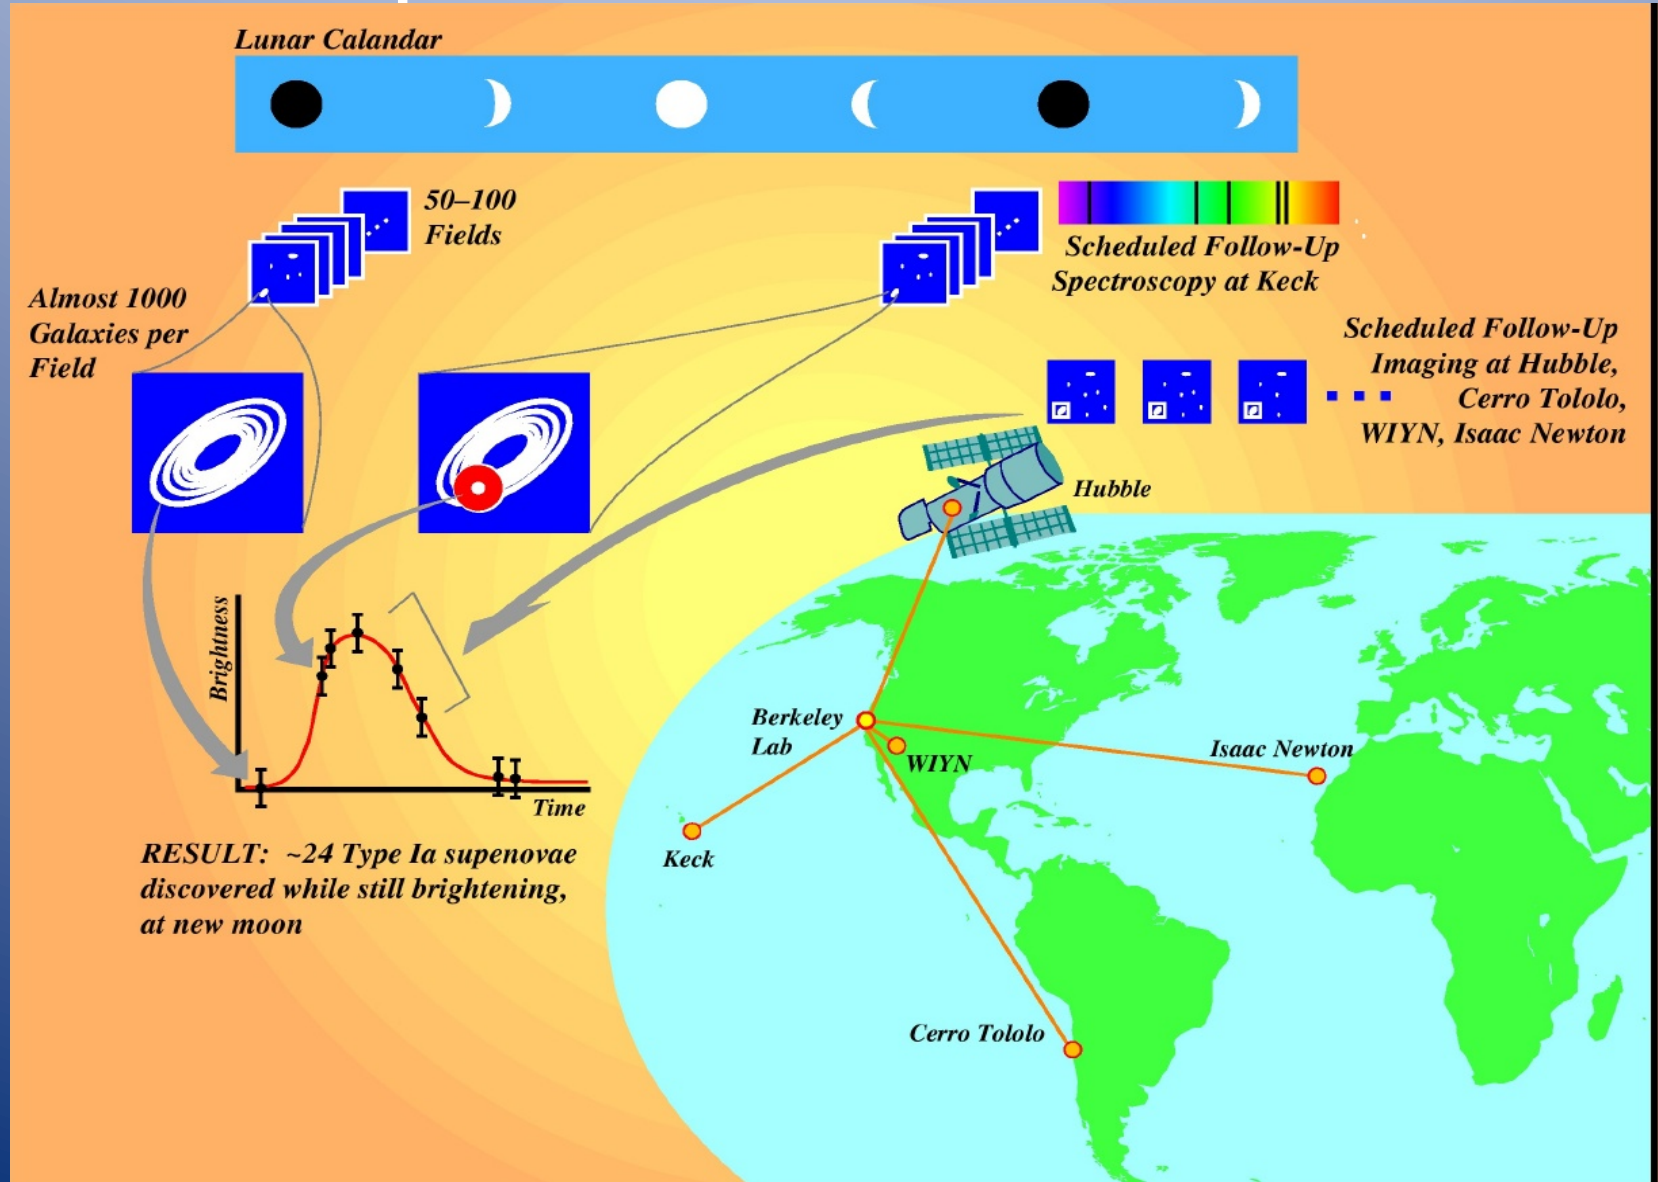 Lunar Calandar
50–100
Fields
Almost 1000
Galaxies per
Field
Scheduled Follow-Up
Spectroscopy at Keck
Scheduled Follow-Up
Imaging at Hubble,
Cerro Tololo,
WIYN, Isaac Newton
Hubble
Brightness
Time
RESULT: ~24 Type Ia supenovae
discovered while still brightening,
at new moon
Berkeley
Lab
WIYN
Isaac Newton
Keck
Cerro Tololo